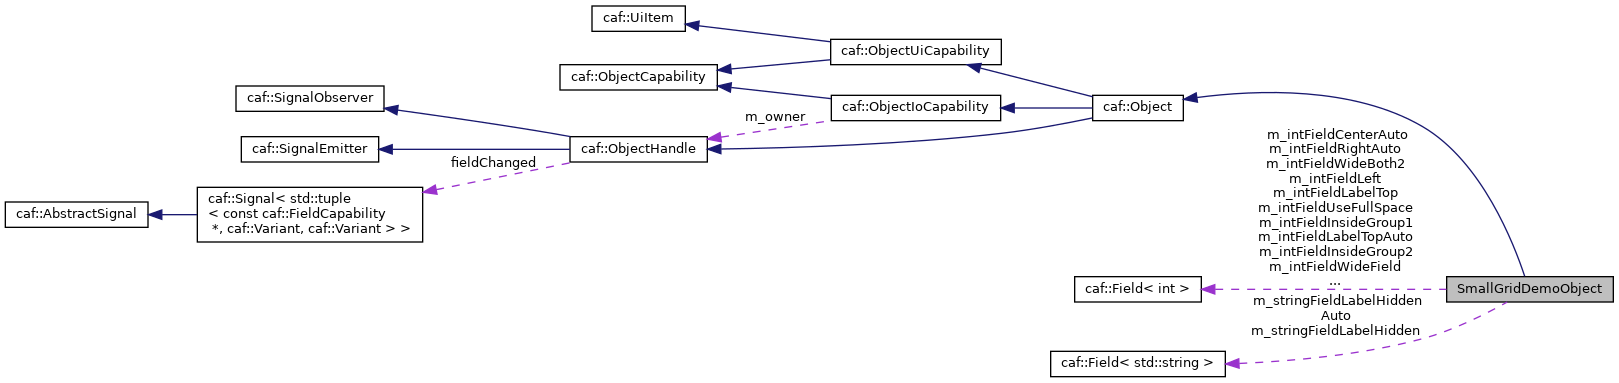 caf::UiItem
caf::ObjectUiCapability
caf::ObjectCapability
caf::SignalObserver
caf::ObjectIoCapability
caf::Object
m_owner
caf::SignalEmitter
caf::ObjectHandle
fieldChanged
caf::Signal< std::tuple
< const caf::FieldCapability
*, caf::Variant, caf::Variant > >
caf::AbstractSignal
m_intFieldCenterAuto
m_intFieldRightAuto
m_intFieldWideBoth2
m_intFieldLeft
m_intFieldLabelTop
m_intFieldUseFullSpace
m_intFieldInsideGroup1
m_intFieldLabelTopAuto
m_intFieldInsideGroup2
m_intFieldWideField
...
caf::Field< int >
SmallGridDemoObject
m_stringFieldLabelHidden
Auto
m_stringFieldLabelHidden
caf::Field< std::string >